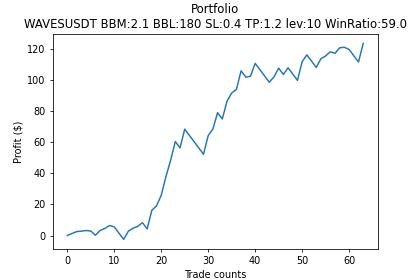 Portfolio
WAVESUSDT BBM:2.1 BBL:180 SL:0.4 TP:1.2 lev:10 WinRatio:59.0
120
100
80
60
40
20
0
Profit ($)
0 10 20 30 40 50 60
Trade counts